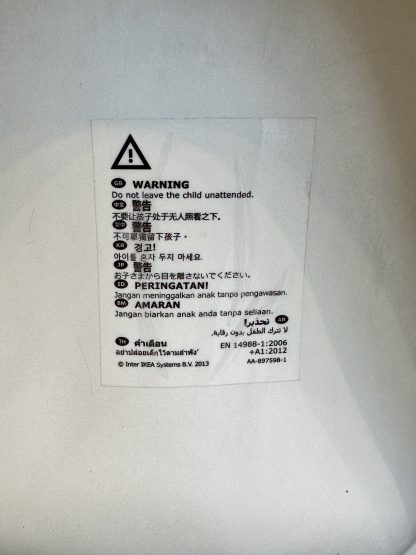 GB WARNING
Do not leave the child unattended.
中文 警告
不要让孩子处于无人照看之下。
繁中 警告
不可單獨留下孩子。
KR 경고!
아이를 혼자 두지 마세요.
JP 警告
お子さまから目を離さないでください。
ID PERINGATAN!
Jangan meninggalkan anak tanpa pengawasan.
BM AMARAN
Jangan biarkan anak anda tanpa seliaan.
AR تحذير!
لا تترك الطفل بدون رقابة.
TH คำเตือน
อย่าปล่อยเด็กไว้ตามลำพัง
EN 14988-1:2006
+A1:2012
© Inter IKEA Systems B.V. 2013
AA-897598-1